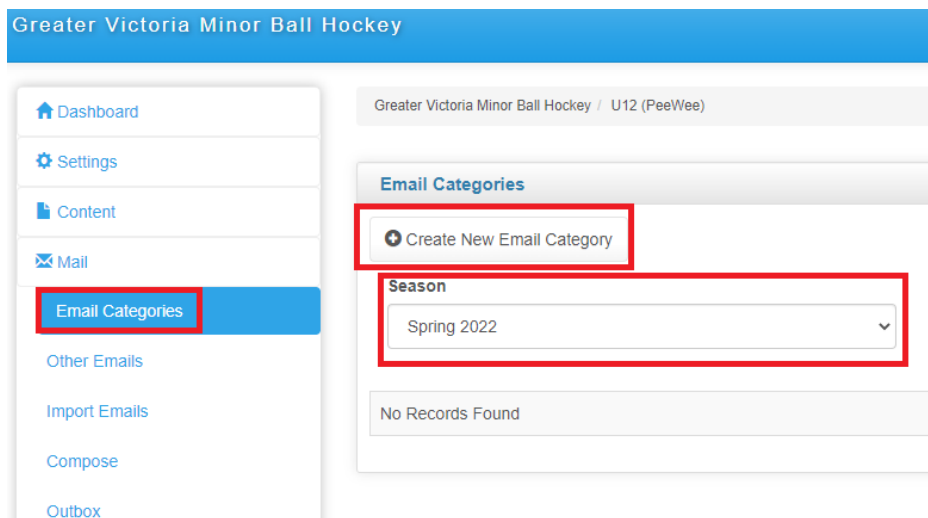 Greater Victoria Minor Ball Hockey
Dashboard
Settings
Content
Mail
Email Categories
Other Emails
Import Emails
Compose
Outbox
Greater Victoria Minor Ball Hockey / U12 (PeeWee)
Email Categories
Create New Email Category
Season
Spring 2022
No Records Found